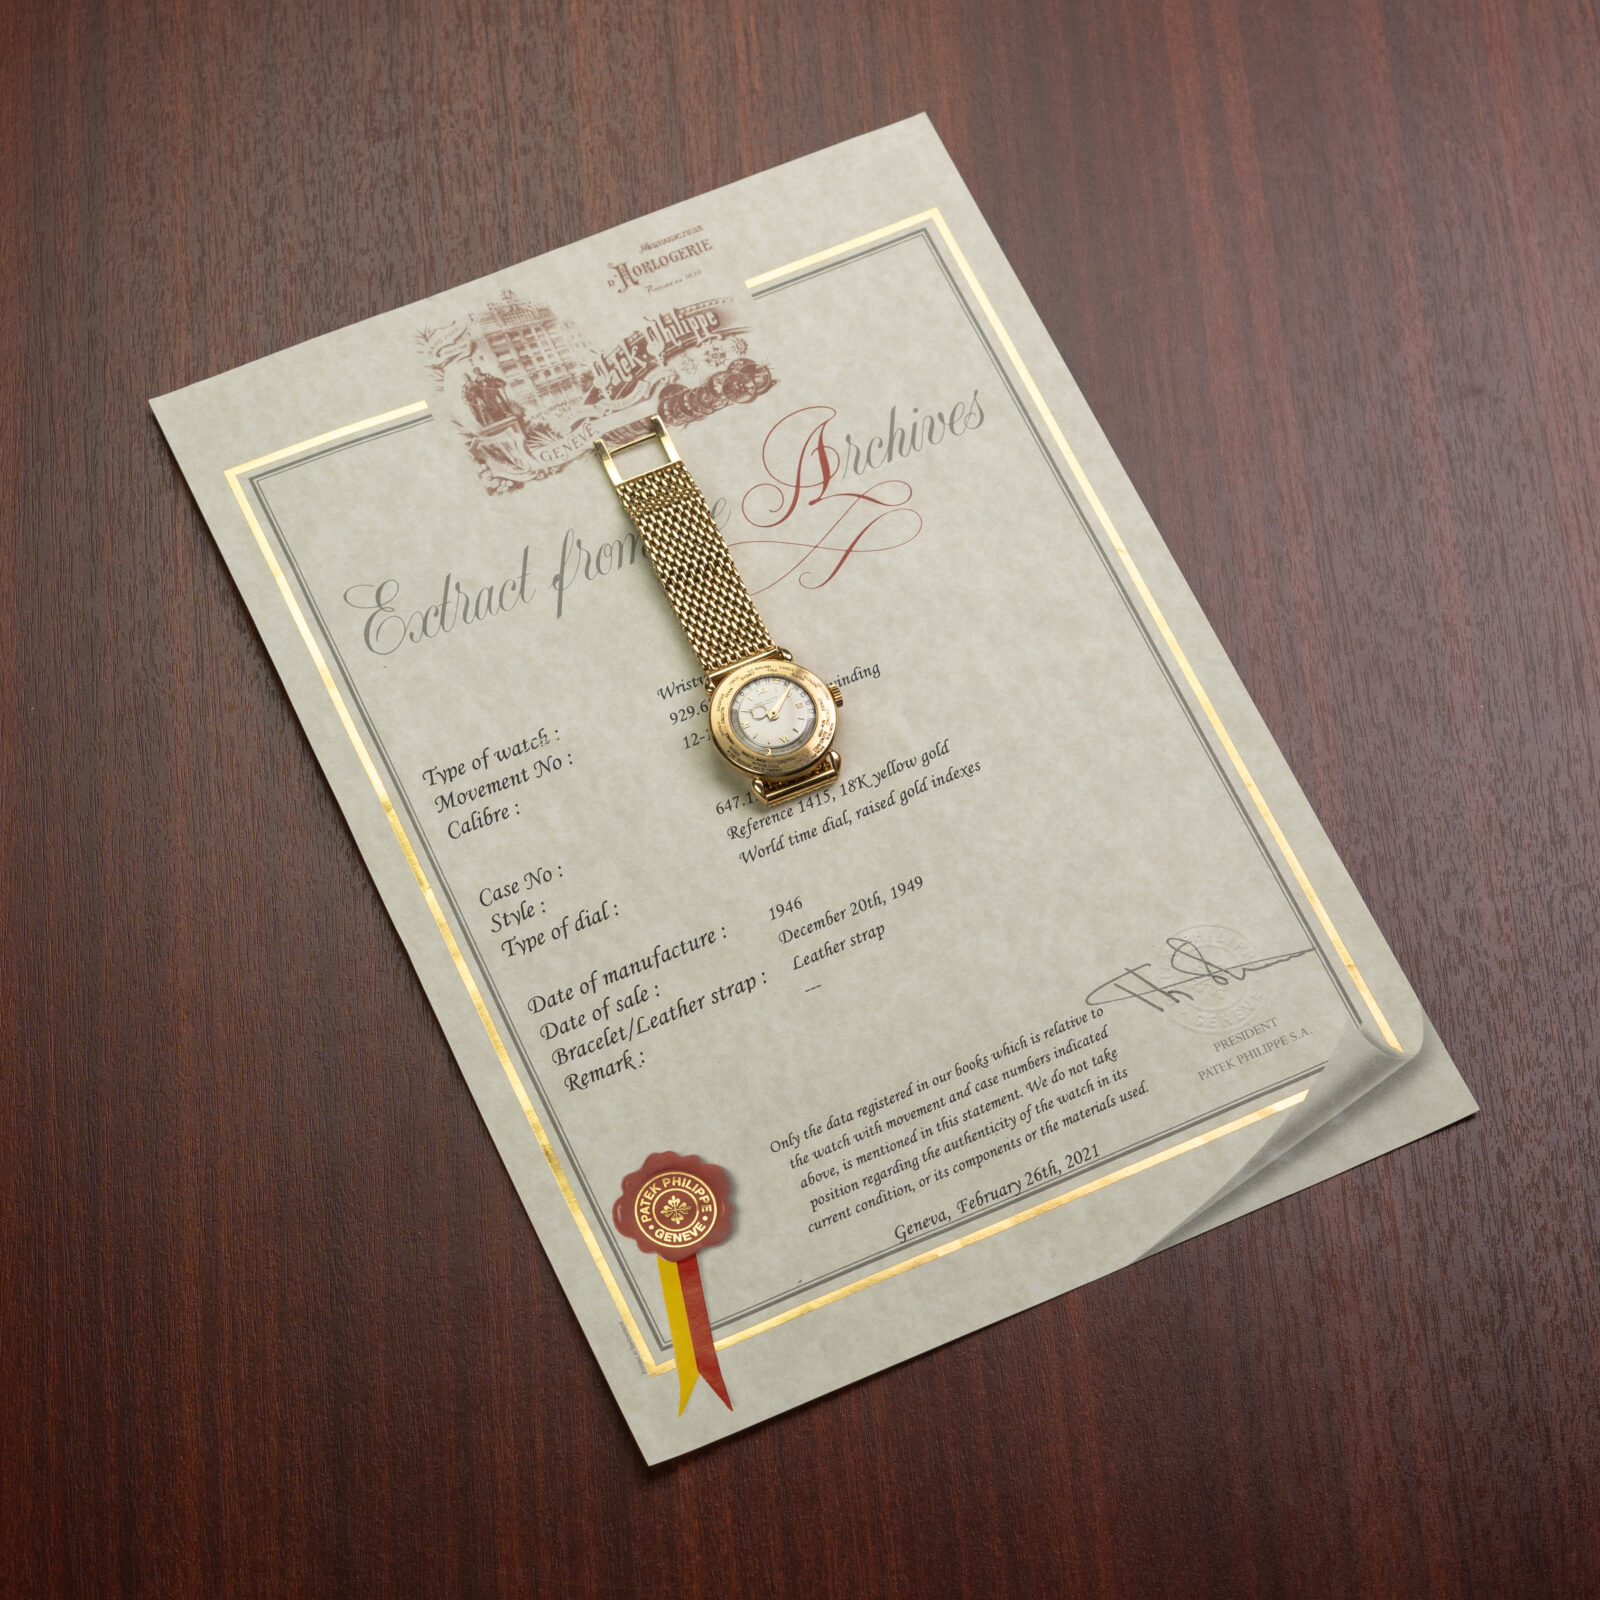 Manufacture
D'HORLOGERIE
Patek, Philippe
GENÈVE
Extract from Archives
Type of watch :
winding
Movement No :
929.6
Calibre :
12-
Case No :
647.1
Style :
Reference 1415, 18K yellow gold
Type of dial :
World time dial, raised gold indexes
Date of manufacture :
1946
Date of sale :
December 20th, 1949
Bracelet/Leather strap :
Leather strap
Remark :
---
PRESIDENT
PATEK PHILIPPE S.A.
Only the data registered in our books which is relative to
the watch with movement and case numbers indicated
above, is mentioned in this statement. We do not take
position regarding the authenticity of the watch in its
current condition, or its components or the materials used.
Geneva, February 26th, 2021
PATEK PHILIPPE
GENEVE